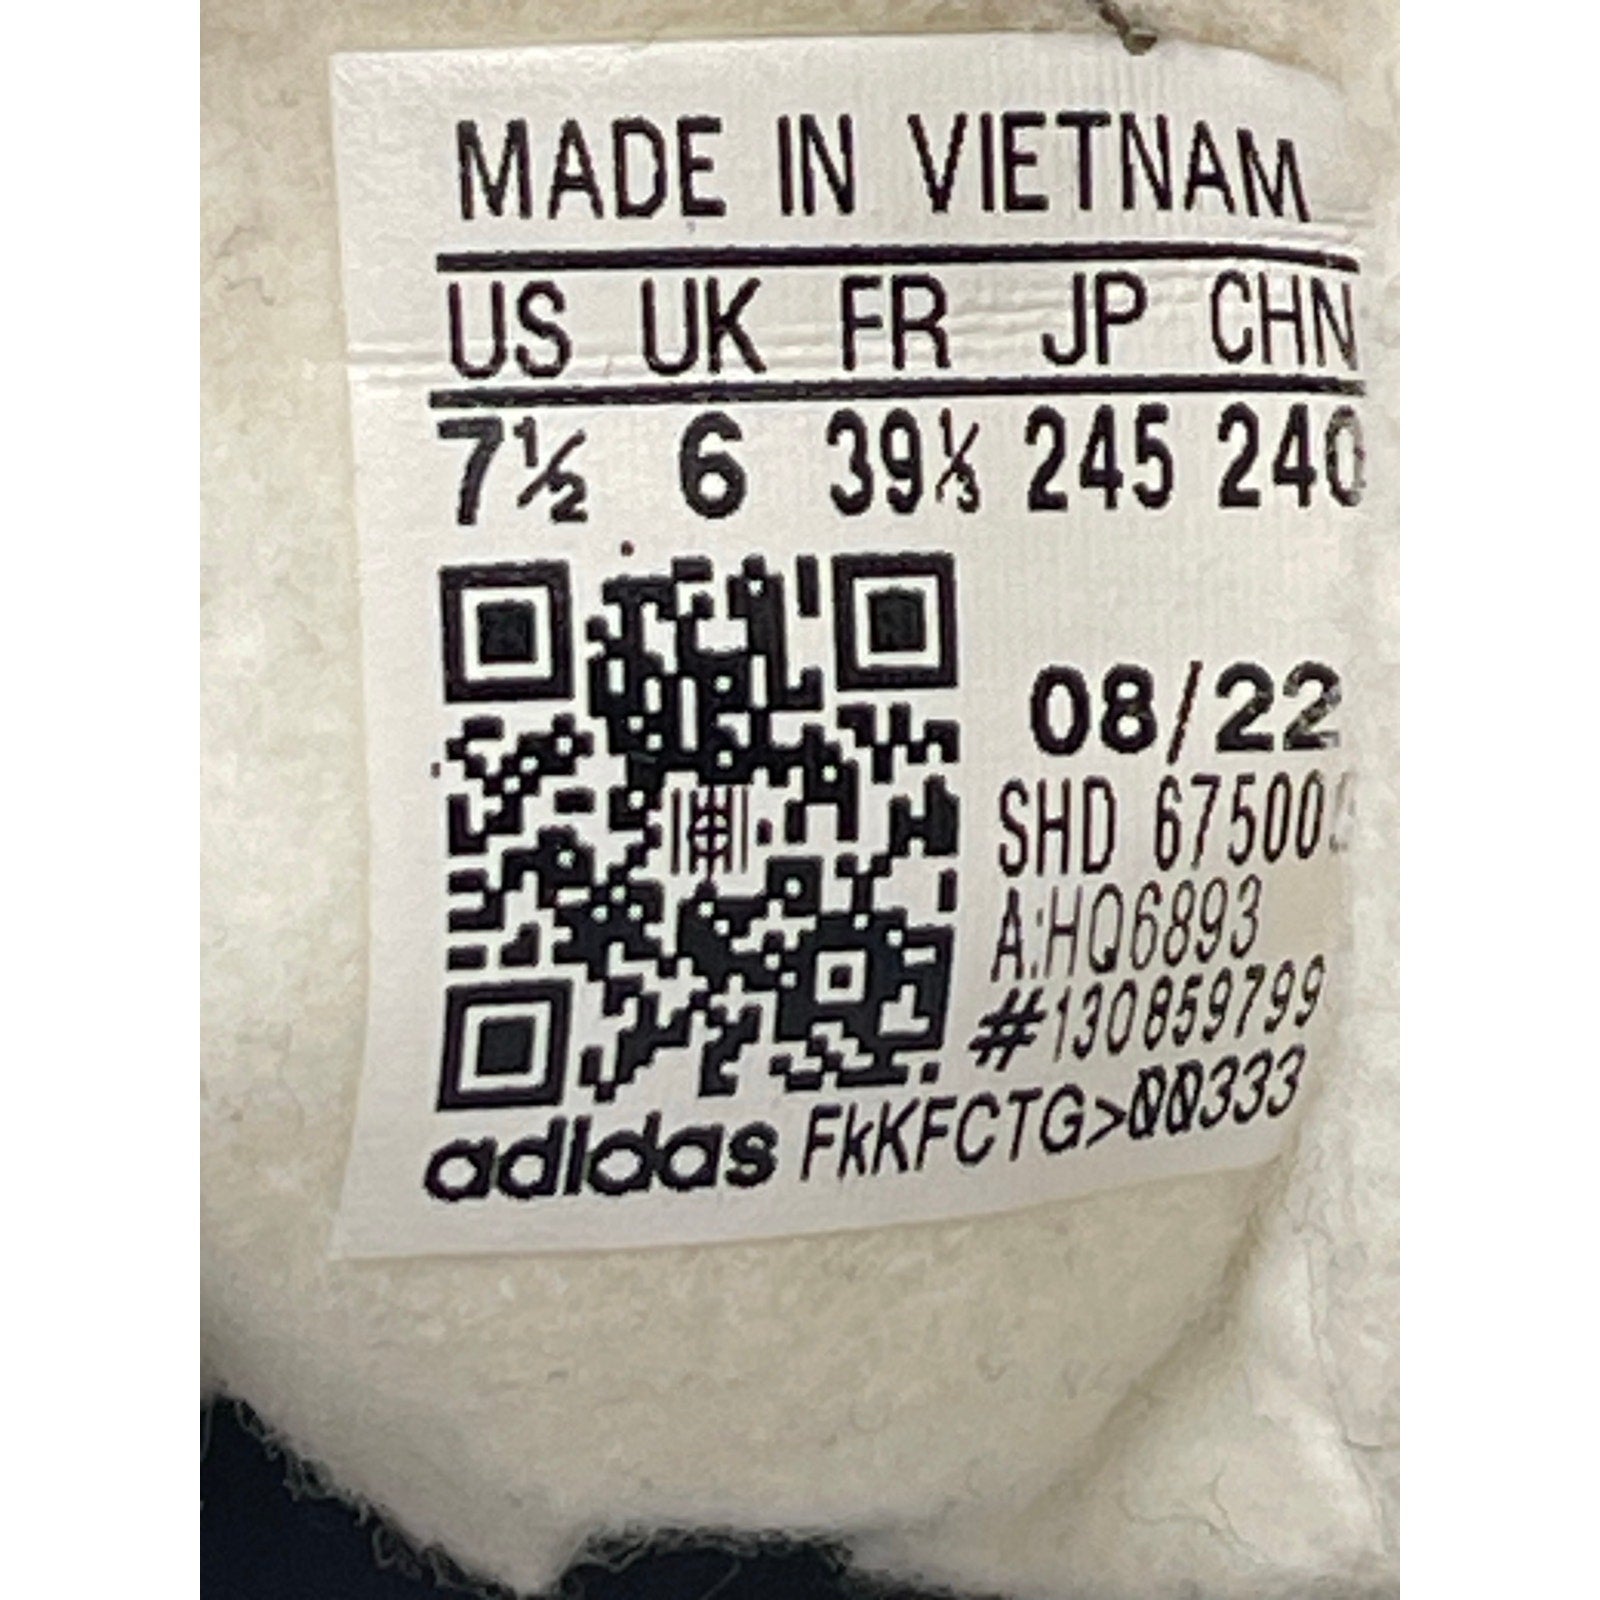 MADE IN VIETNAM
US UK FR JP CHN
7½ 6 39⅓ 245 240
08/22
SHD
A:HQ6893
#130859799
adidas FkKFCTG>00333